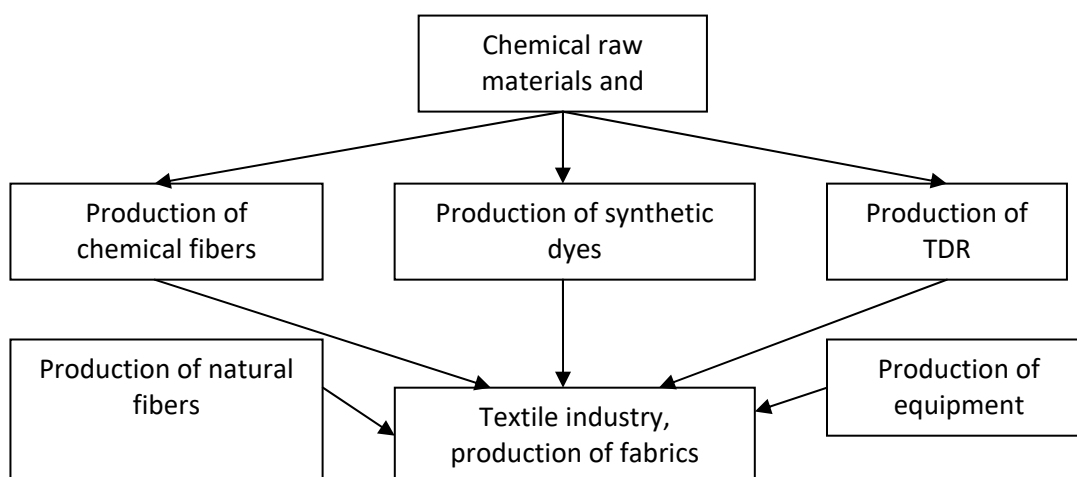 Chemical raw
materials and
Production of
chemical fibers
Production of synthetic
dyes
Production of
TDR
Production of natural
fibers
Textile industry,
production of fabrics
Production of
equipment